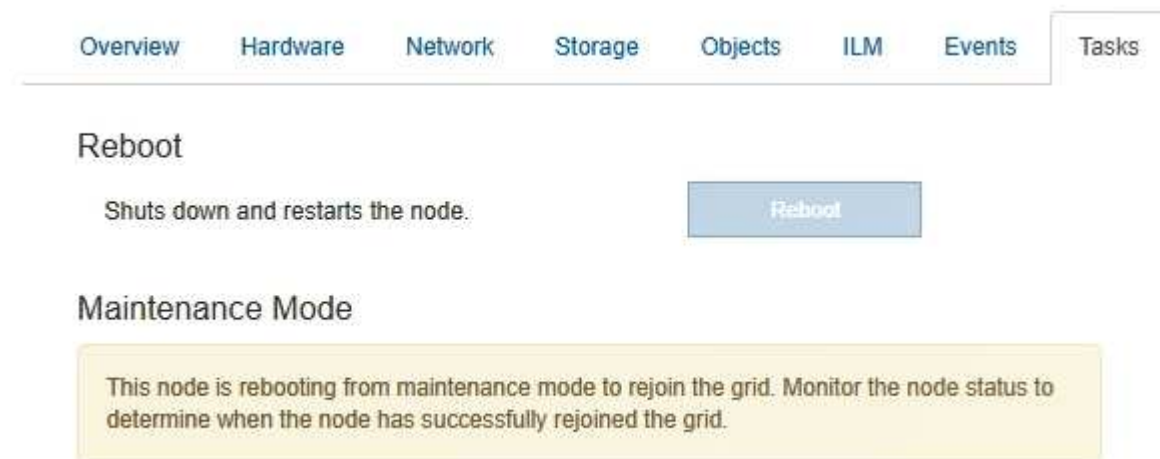 Overview Hardware Network Storage Objects ILM Events Tasks
Reboot
Shuts down and restarts the node. Reboot
Maintenance Mode
This node is rebooting from maintenance mode to rejoin the grid. Monitor the node status to
determine when the node has successfully rejoined the grid.